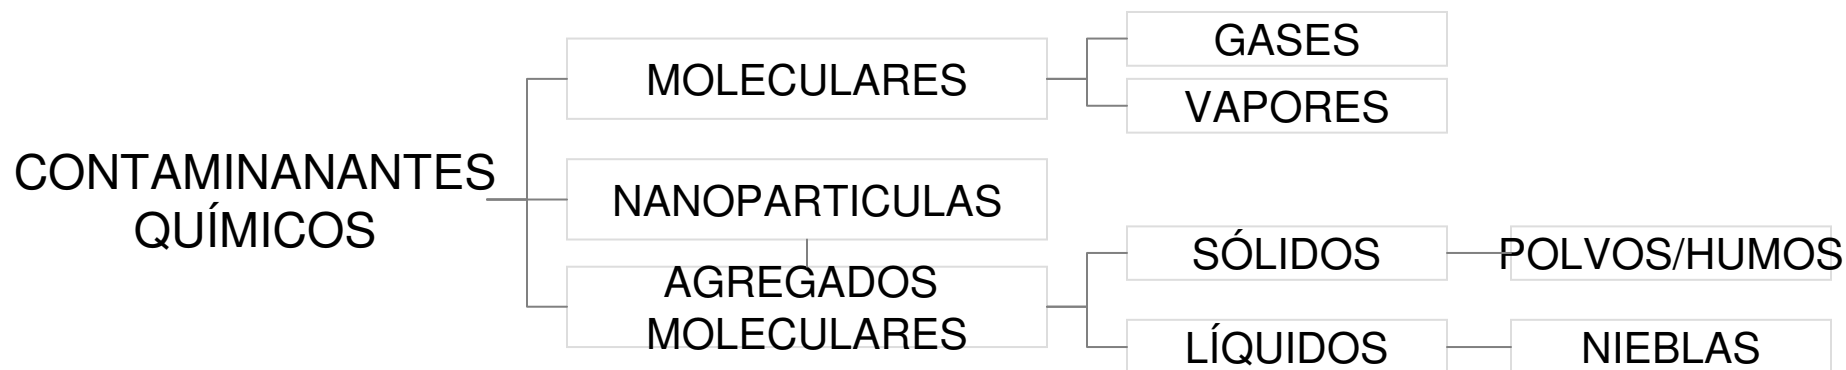 CONTAMINANANTES
QUÍMICOS
MOLECULARES
GASES
VAPORES
NANOPARTICULAS
AGREGADOS
MOLECULARES
SÓLIDOS
POLVOS/HUMOS
LÍQUIDOS
NIEBLAS